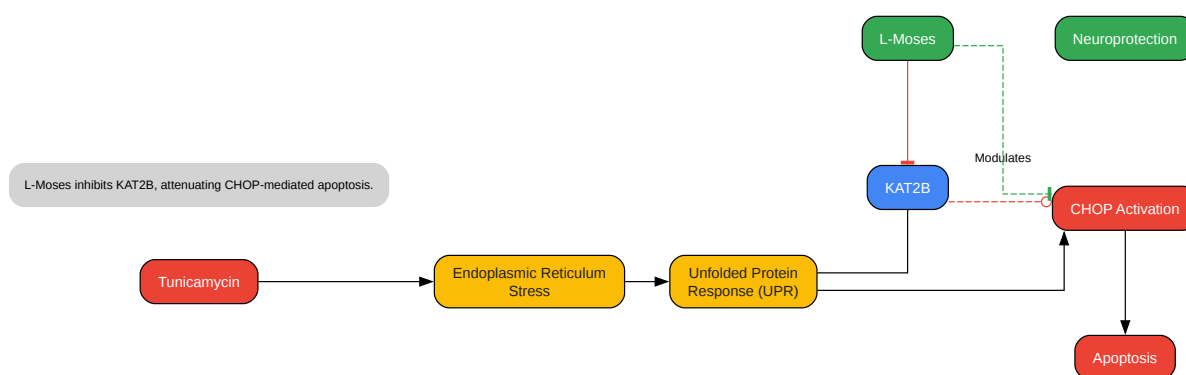 L-Moses
Neuroprotection
Modulates
L-Moses inhibits KAT2B, attenuating CHOP-mediated apoptosis.
KAT2B
CHOP Activation
Tunicamycin
Endoplasmic Reticulum
Stress
Unfolded Protein
Response (UPR)
Apoptosis